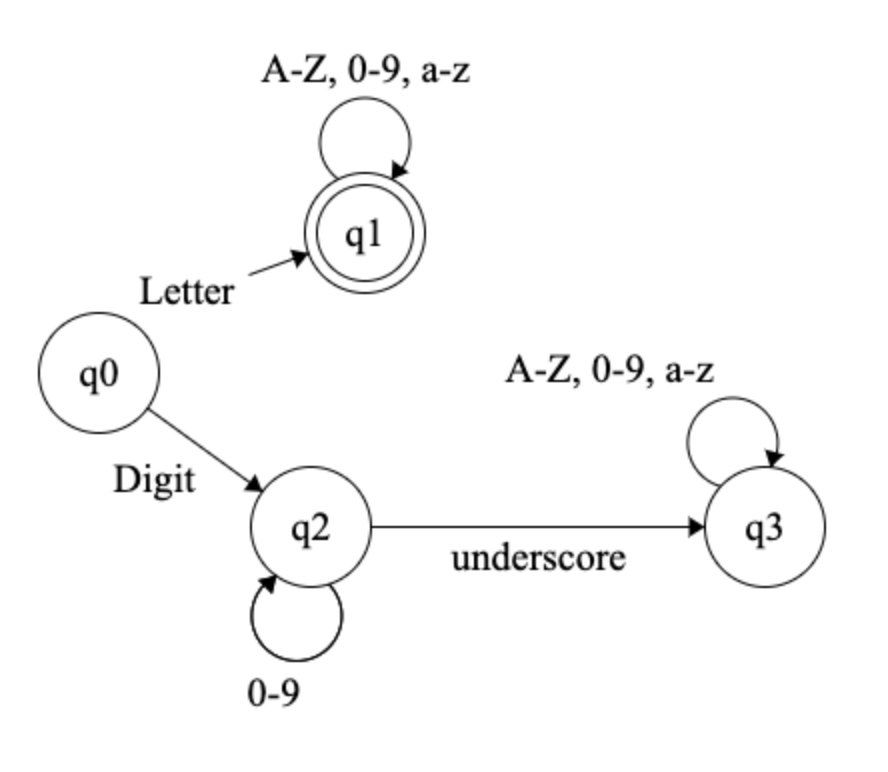 A-Z, 0-9, a-z
q1
Letter
q0
A-Z, 0-9, a-z
Digit
q2
q3
underscore
0-9